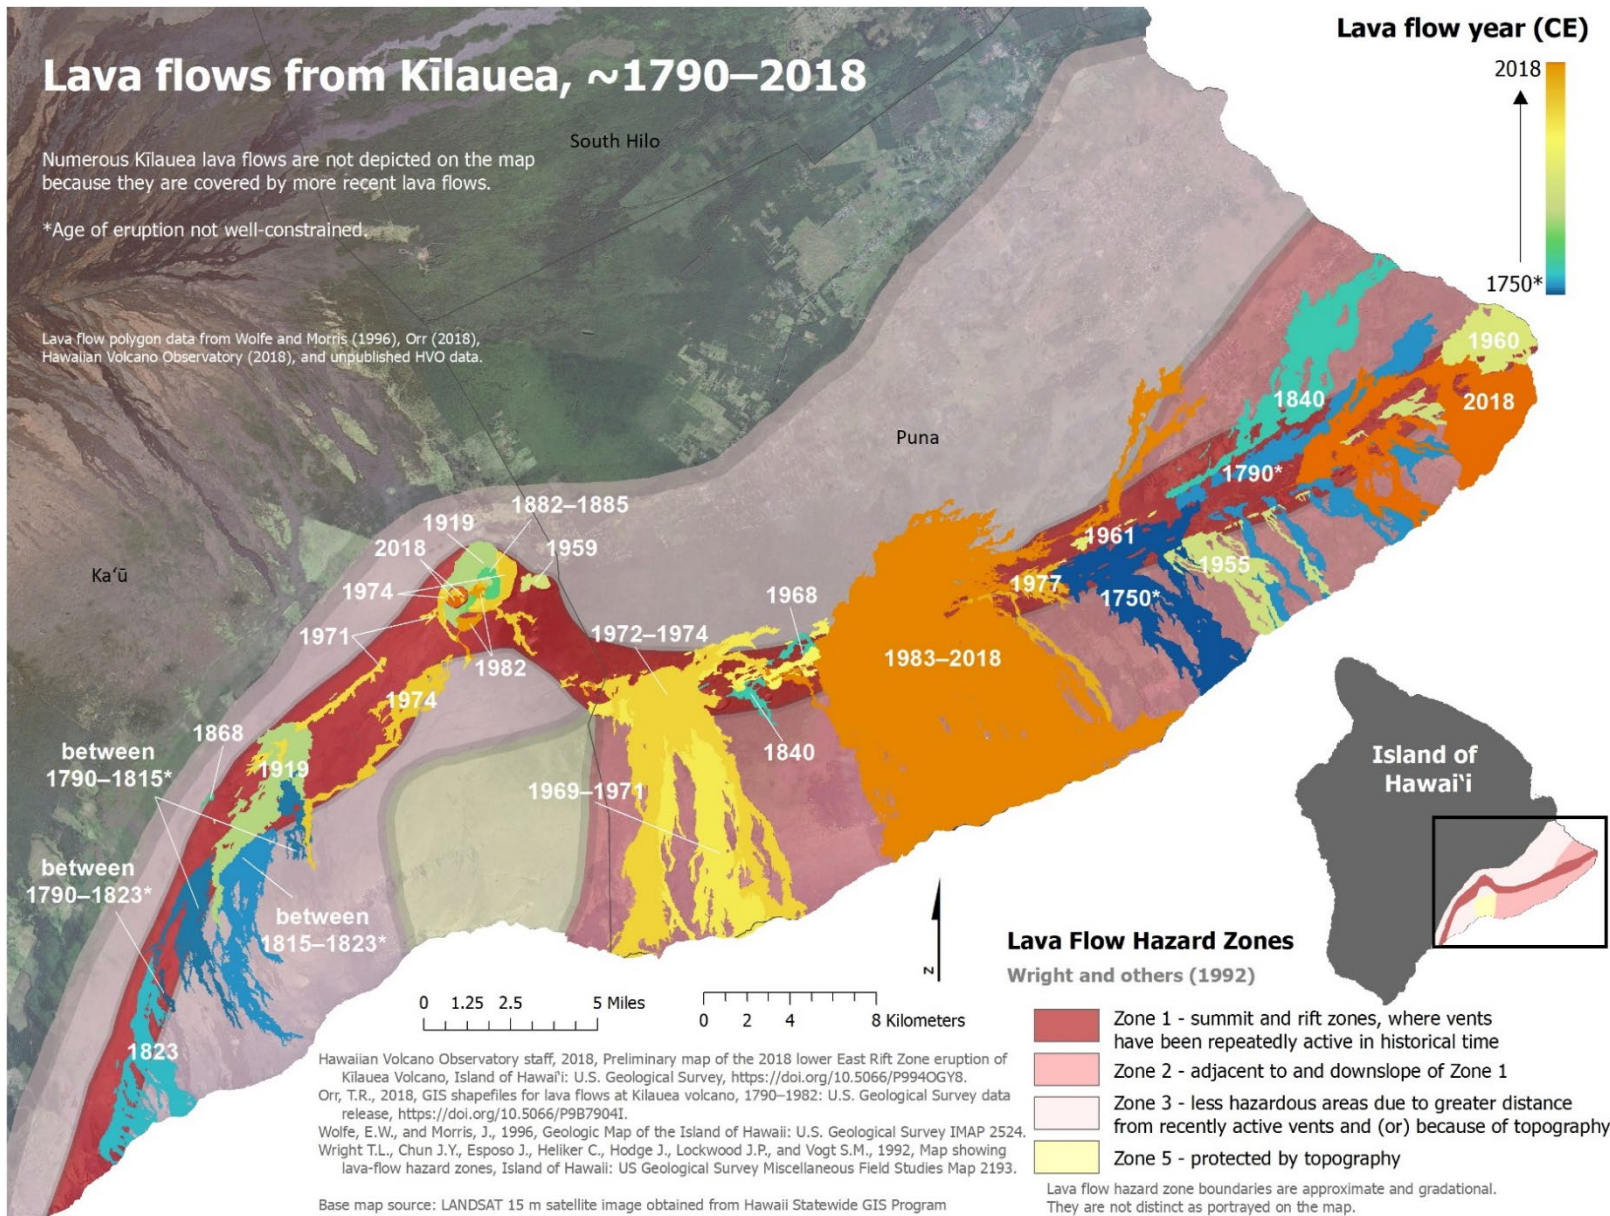 Lava flows from Kīlauea, ~1790–2018
Numerous Kīlauea lava flows are not depicted on the map
because they are covered by more recent lava flows.
*Age of eruption not well-constrained.
Lava flow polygon data from Wolfe and Morris (1996), Orr (2018),
Hawaiian Volcano Observatory (2018), and unpublished HVO data.
Lava flow year (CE)
2018
1750*
South Hilo
Puna
Kaʻū
1960
2018
1840
1790*
1961
1955
1977
1750*
1983–2018
1882–1885
1919
2018
1959
1974
1971
1982
1968
1972–1974
1974
1840
1868
between
1790–1815*
1919
1969–1971
between
1790–1823*
between
1815–1823*
1823
Island of
Hawaiʻi
N
0 1.25 2.5 5 Miles
0 2 4 8 Kilometers
Hawaiian Volcano Observatory staff, 2018, Preliminary map of the 2018 lower East Rift Zone eruption of
Kīlauea Volcano, Island of Hawaiʻi: U.S. Geological Survey, https://doi.org/10.5066/P994OGY8.
Orr, T.R., 2018, GIS shapefiles for lava flows at Kilauea volcano, 1790–1982: U.S. Geological Survey data
release, https://doi.org/10.5066/P9B7904I.
Wolfe, E.W., and Morris, J., 1996, Geologic Map of the Island of Hawaii: U.S. Geological Survey IMAP 2524.
Wright T.L., Chun J.Y., Esposo J., Heliker C., Hodge J., Lockwood J.P., and Vogt S.M., 1992, Map showing
lava-flow hazard zones, Island of Hawaii: US Geological Survey Miscellaneous Field Studies Map 2193.
Base map source: LANDSAT 15 m satellite image obtained from Hawaii Statewide GIS Program
Lava Flow Hazard Zones
Wright and others (1992)
Zone 1 - summit and rift zones, where vents
have been repeatedly active in historical time
Zone 2 - adjacent to and downslope of Zone 1
Zone 3 - less hazardous areas due to greater distance
from recently active vents and (or) because of topography
Zone 5 - protected by topography
Lava flow hazard zone boundaries are approximate and gradational.
They are not distinct as portrayed on the map.